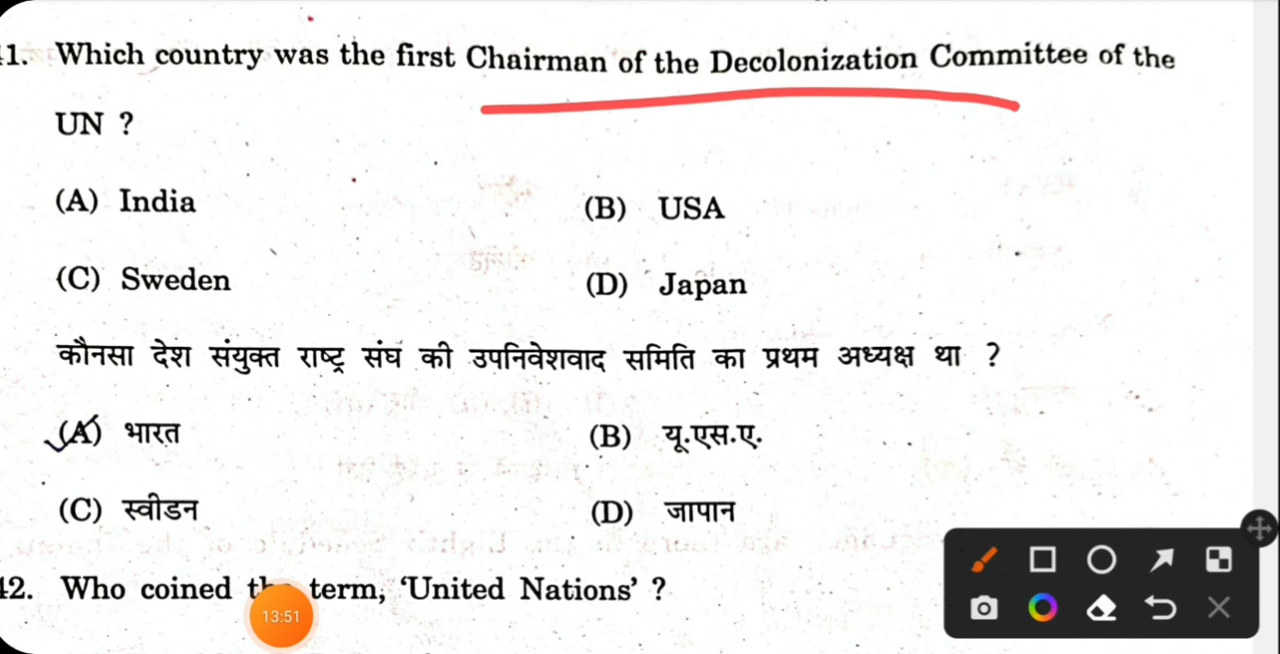 1. Which country was the first Chairman of the Decolonization Committee of the
UN ?
(A) India (B) USA
(C) Sweden (D) Japan
कौनसा देश संयुक्त राष्ट्र संघ की उपनिवेशवाद समिति का प्रथम अध्यक्ष था ?
(A) भारत (B) यू.एस.ए.
(C) स्वीडन (D) जापान
42. Who coined term, ‘United Nations’ ?
13:51